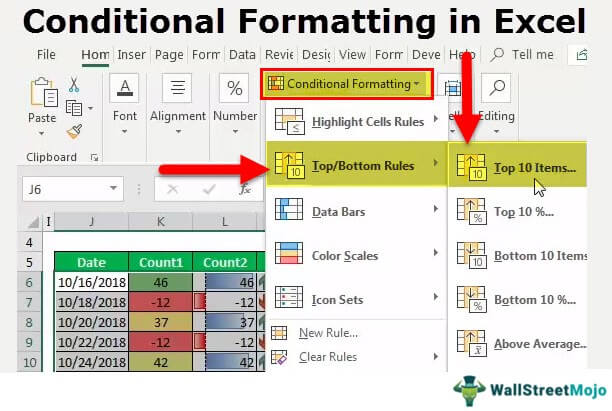 Conditional Formatting in Excel
File Hom Inser Page Form Data Revie Desig View Form Deve Help Tell me Share
Conditional Formatting
Paste
Font Alignment Number Editing
Clipboard
Highlight Cells Rules
Top/Bottom Rules
Data Bars
Color Scales
Icon Sets
New Rule...
Clear Rules
Top 10 Items...
Top 10 %...
Bottom 10 Items
Bottom 10 %...
Above Average...
J6
I J K L
4
5 Date Count1 Count2
6 10/16/2018 46 46
7 10/18/2018 -12 -12
8 10/20/2018 37 37
9 10/22/2018 -12 -12
10 10/24/2018 42 42
WallStreetMojo